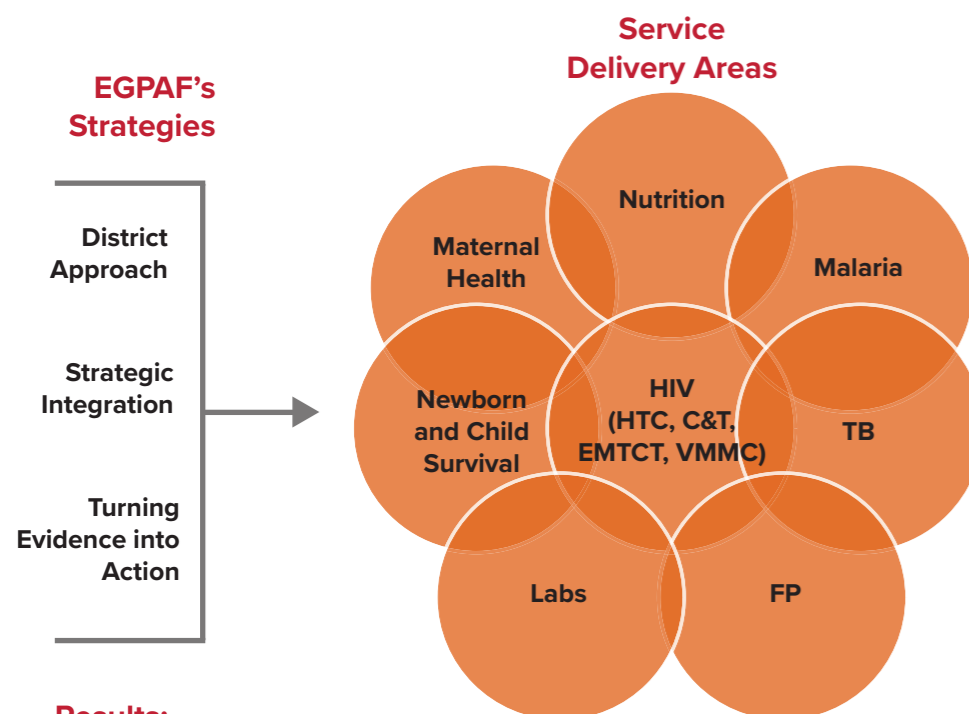 EGPAF’s
Strategies
District
Approach
Strategic
Integration
Turning
Evidence into
Action
Service
Delivery Areas
Nutrition
Maternal
Health
Malaria
HIV
(HTC, C&T,
EMTCT, VMMC)
Newborn
and Child
Survival
TB
Labs
FP
Results: